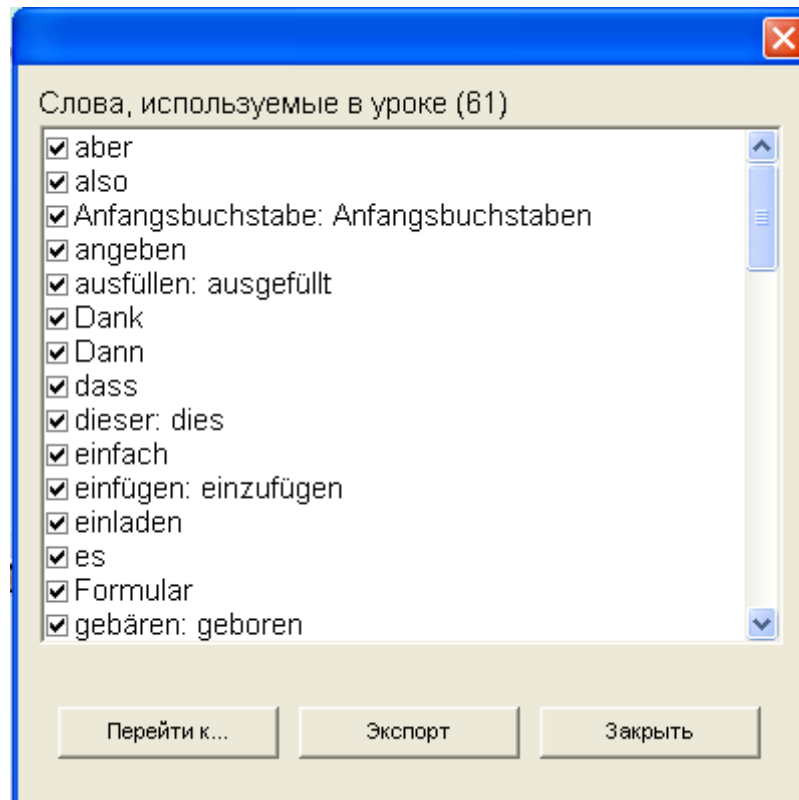 Слова, используемые в уроке (61)
aber
also
Anfangsbuchstabe: Anfangsbuchstaben
angeben
ausfüllen: ausgefüllt
Dank
Dann
dass
dieser: dies
einfach
einfügen: einzufügen
einladen
es
Formular
gebären: geboren
Перейти к...
Экспорт
Закрыть